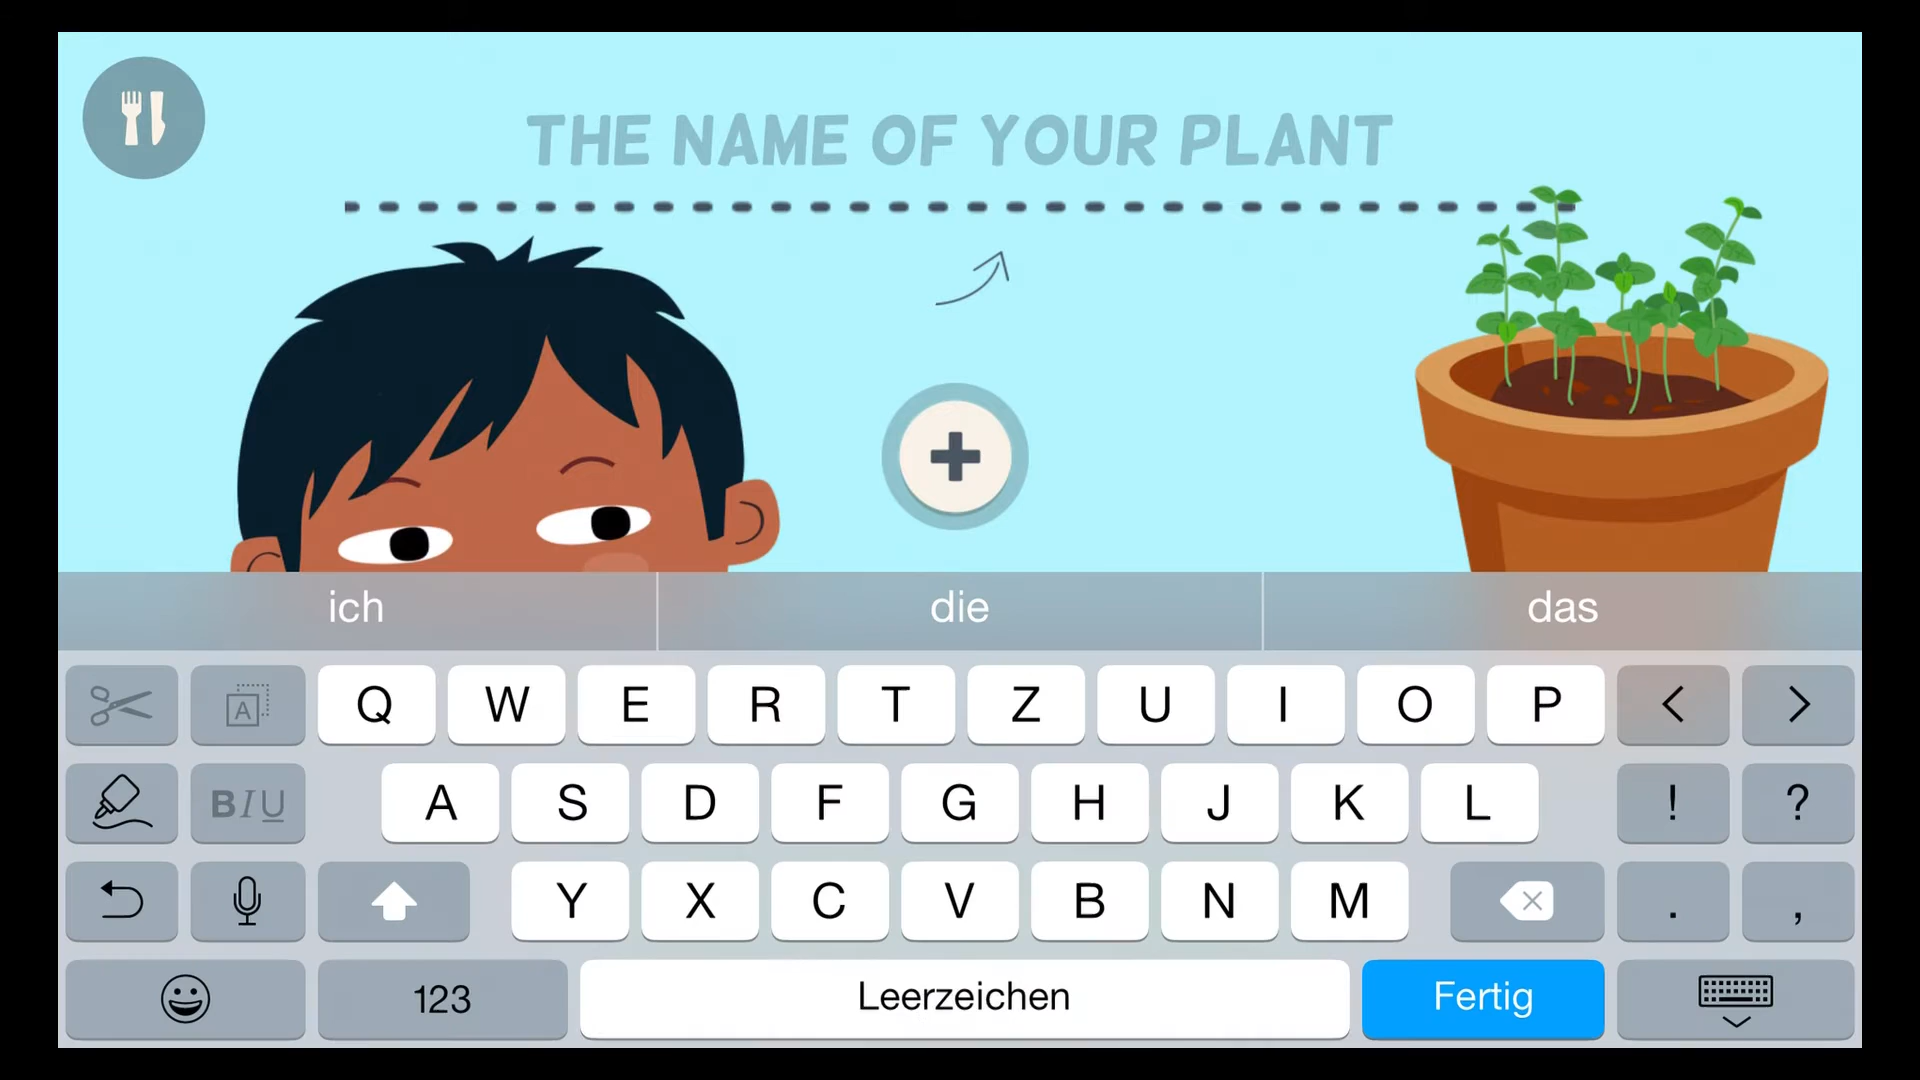 THE NAME OF YOUR PLANT
ich die das
Q W E R T Z U I O P < >
A BIU A S D F G H J K L ! ?
Y X C V B N M . ,
123 Leerzeichen Fertig